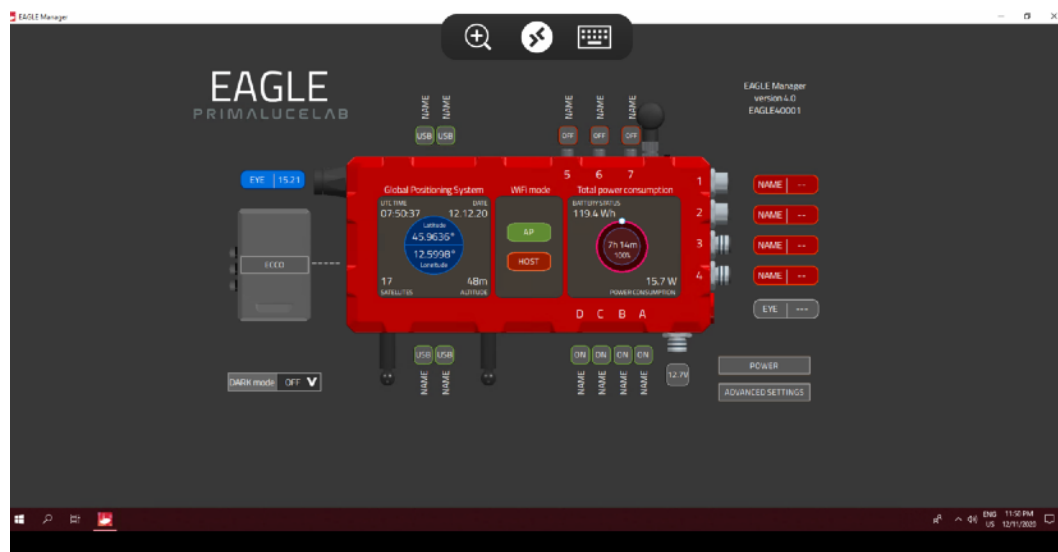 EAGLE Manager
EAGLE
PRIMALUCELAB
EAGLE Manager
version 4.0
EAGLE40001
NAME
NAME
NAME
NAME
NAME
USB
USB
OFF
OFF
OFF
5 6 7
EYE 15.21
Global Positioning System
UTC TIME DATE
07:50:37 12.12.20
Latitude
45.9636°
12.5998°
Longitude
17 48m
SATELLITES ALTITUDE
WiFi mode
AP
HOST
Total power consumption
BATTERY STATUS
119.4 Wh
7h 14m
100%
15.7 W
POWER CONSUMPTION
1 NAME --
2 NAME --
3 NAME --
4 NAME --
EYE ---
ECCO
D C B A
USB
USB
ON
ON
ON
ON
12.7V
NAME
NAME
NAME
NAME
NAME
NAME
DARK mode OFF
POWER
ADVANCED SETTINGS
ENG
US
11:50 PM
12/11/2020